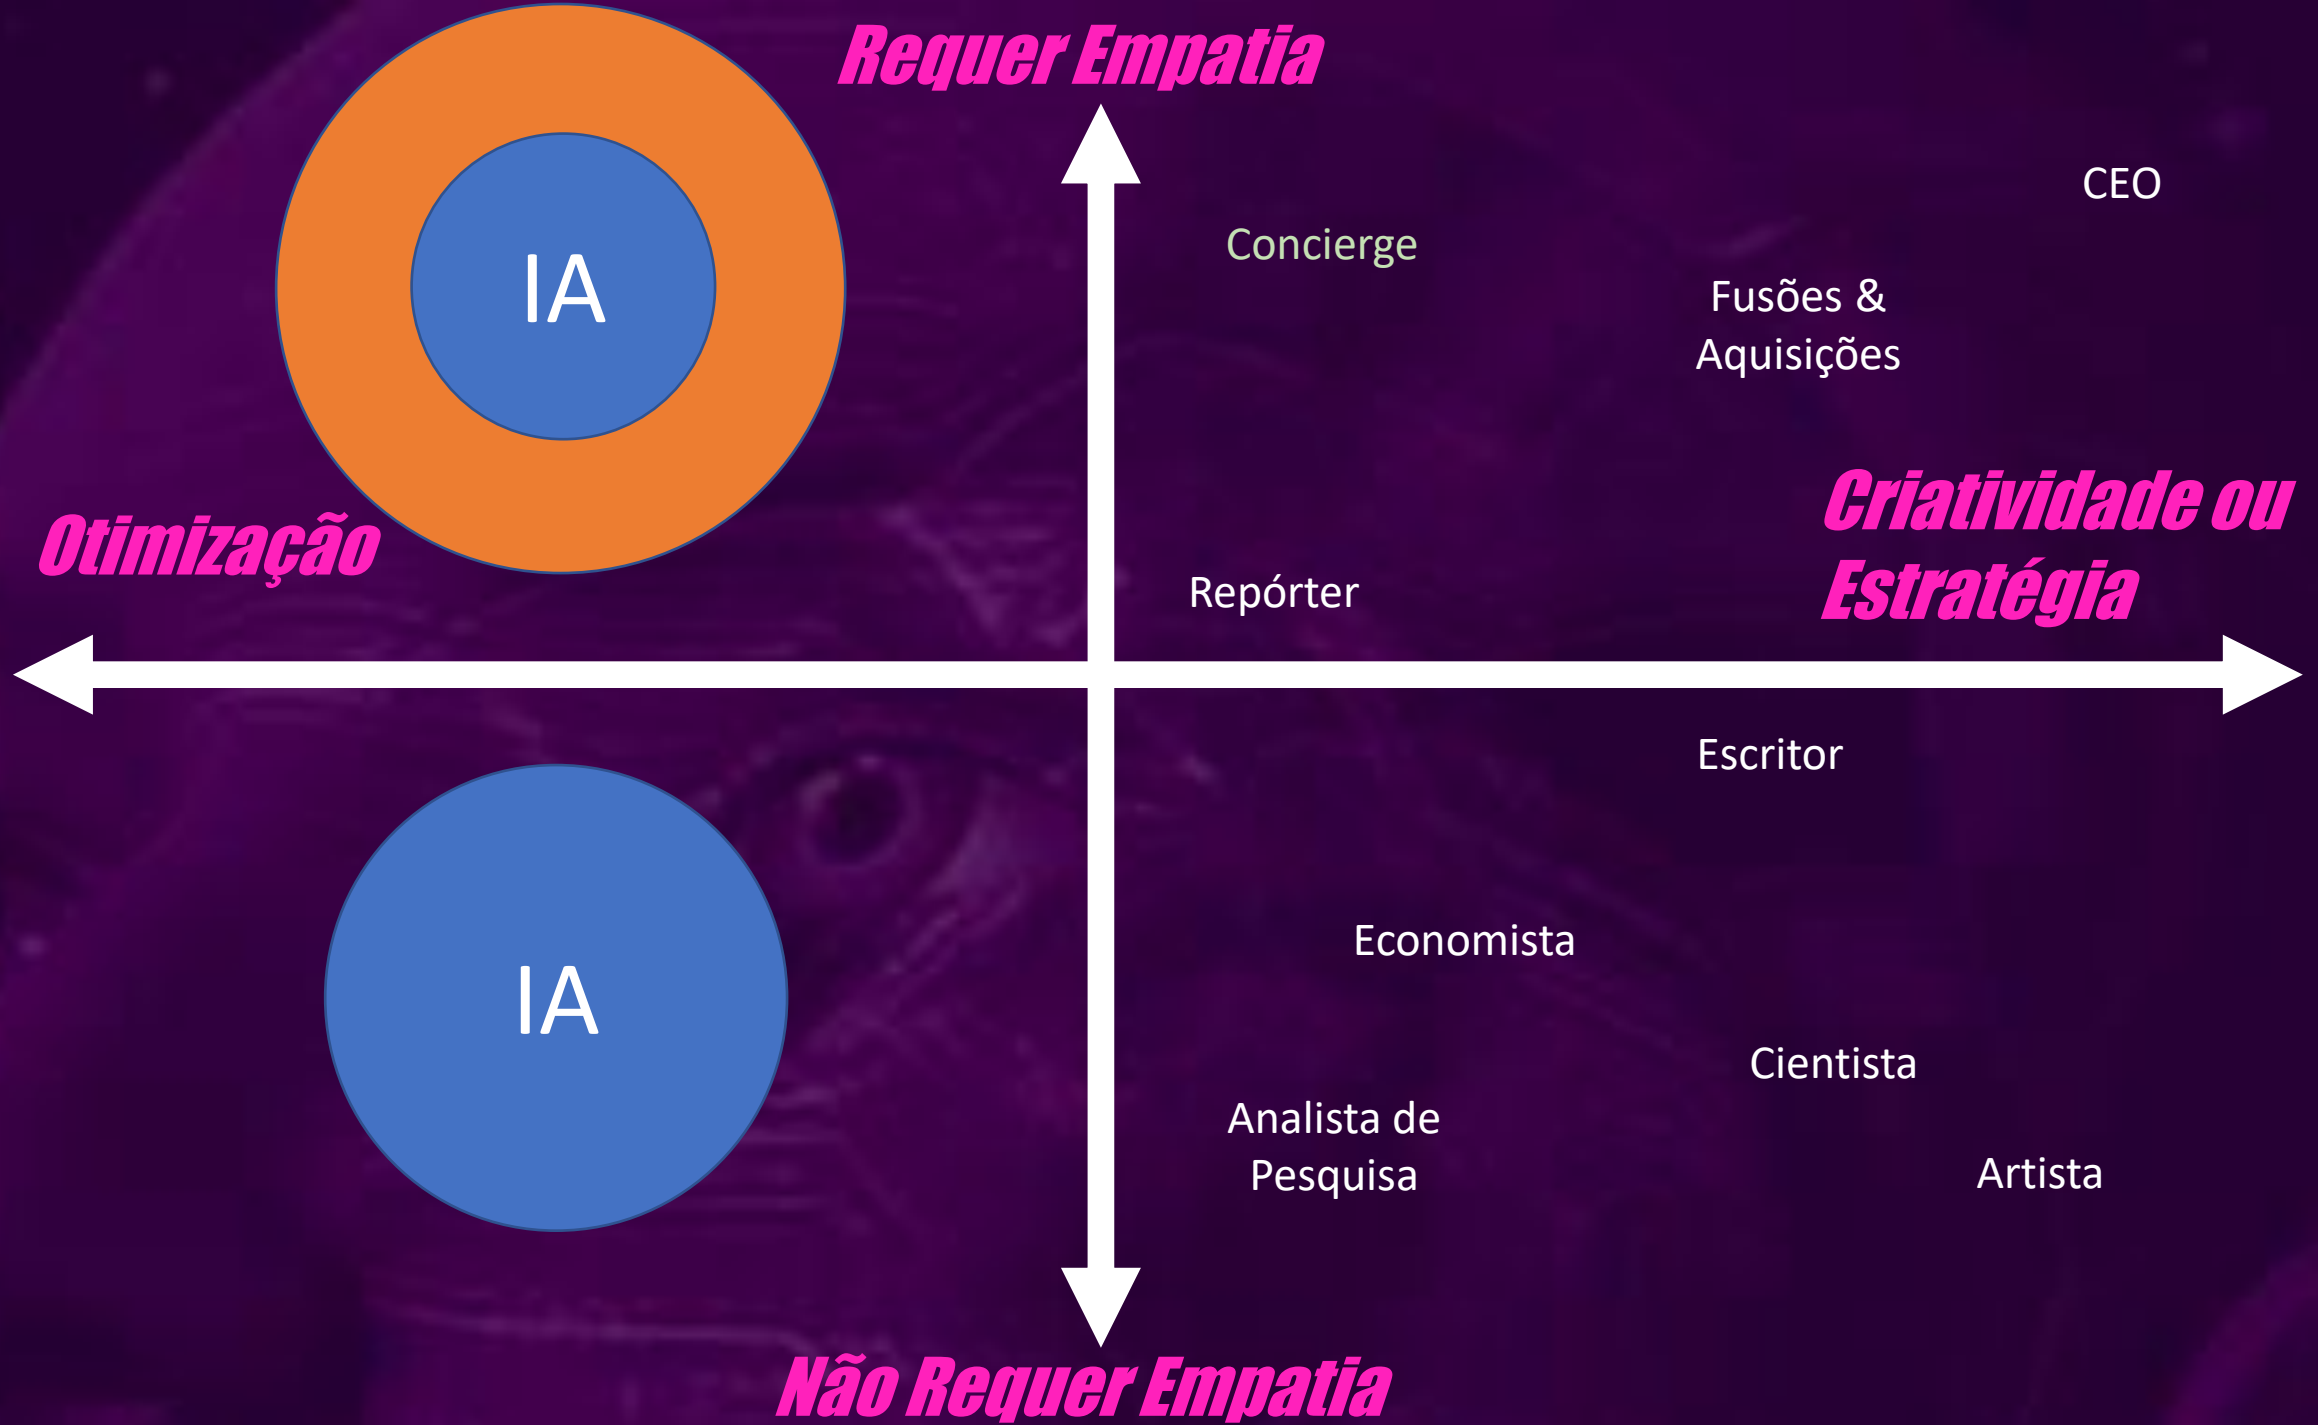 Requer Empatia
CEO
Concierge
IA
Fusões &
Aquisições
Criatividade ou
Estratégia
Otimização
Repórter
Escritor
Economista
IA
Cientista
Analista de
Pesquisa
Artista
Não Requer Empatia